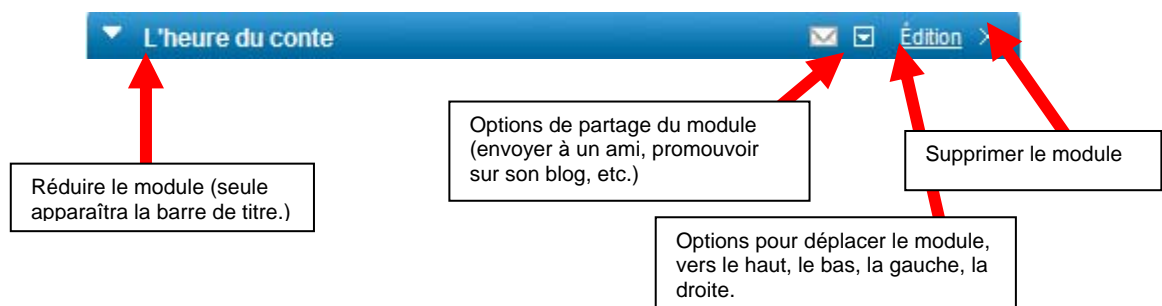 L'heure du conte
Édition
Options de partage du module
(envoyer à un ami, promouvoir
sur son blog, etc.)
Supprimer le module
Réduire le module (seule
apparaîtra la barre de titre.)
Options pour déplacer le module,
vers le haut, le bas, la gauche, la
droite.